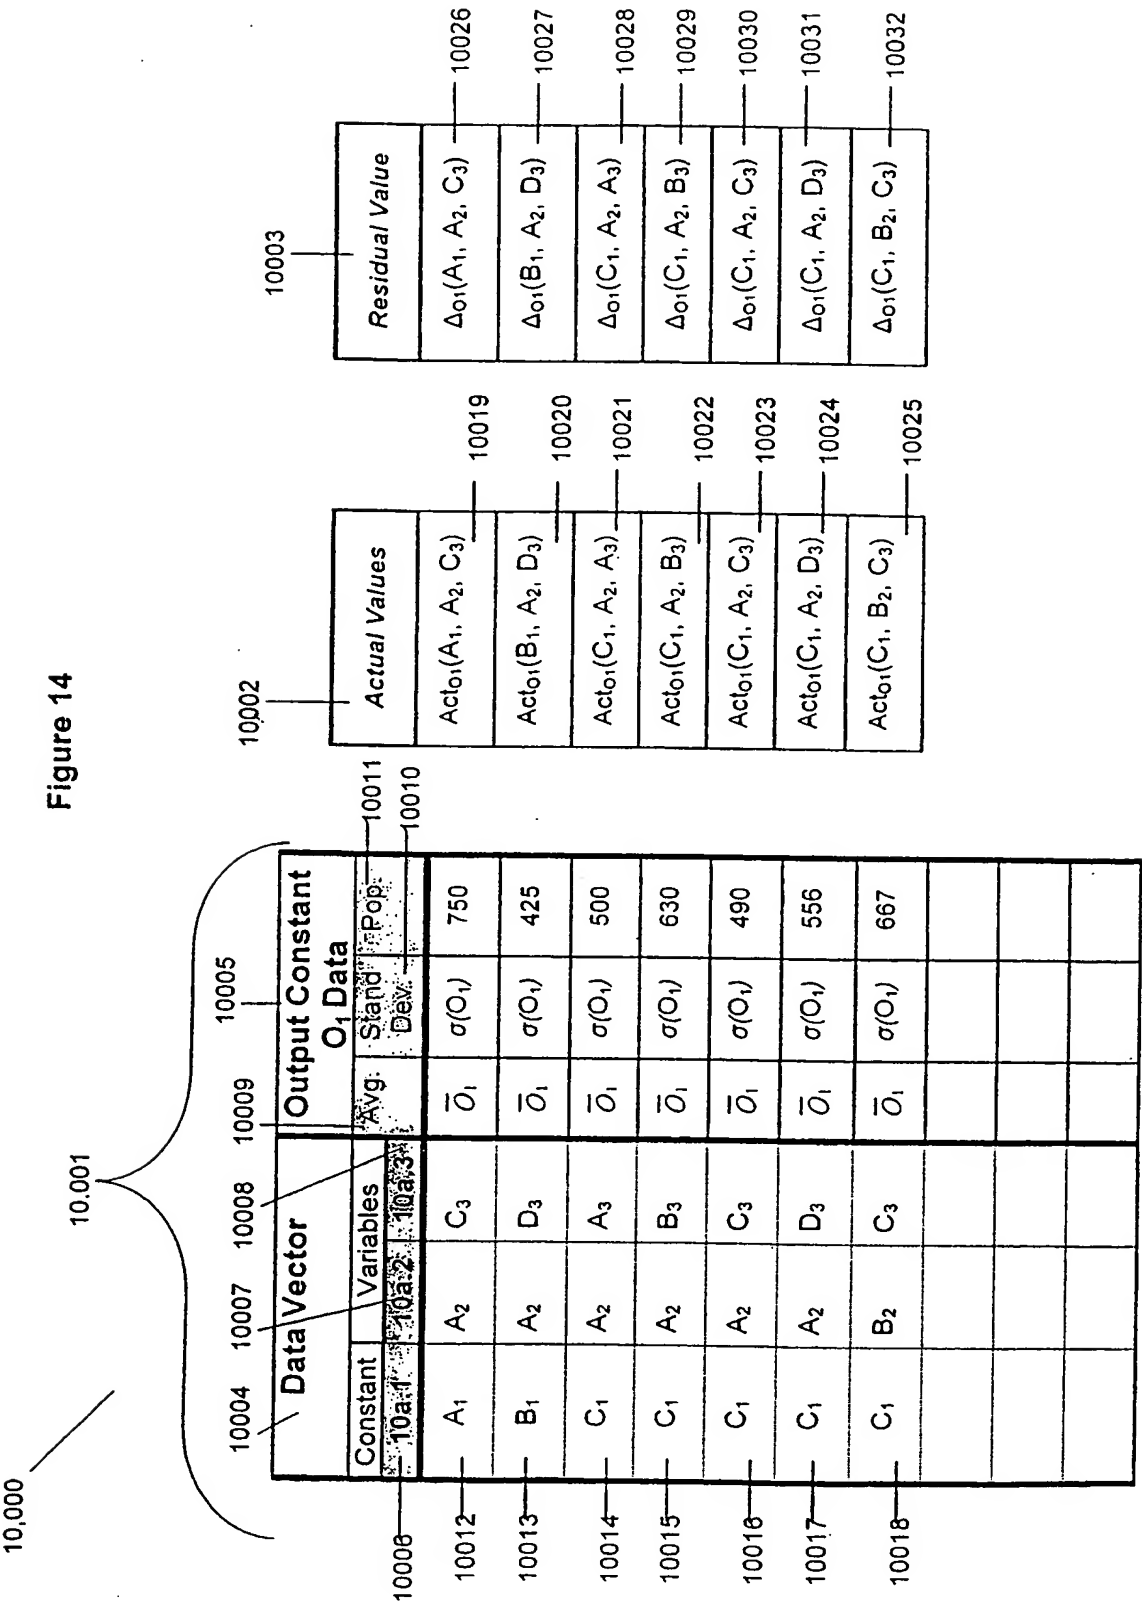 Figure 14
10,000
10.001
10004
10007
10008
10009
10005
Data Vector
Output Constant
O₁ Data
10011
10010
Constant
Variables
Avg.
Stand
Dev.
Pop.
10a.1
10a.2
10a.3
10006
10012
A₁
A₂
C₃
O̅₁
σ(O₁)
750
10013
B₁
A₂
D₃
O̅₁
σ(O₁)
425
10014
C₁
A₂
A₃
O̅₁
σ(O₁)
500
10015
C₁
A₂
B₃
O̅₁
σ(O₁)
630
10016
C₁
A₂
C₃
O̅₁
σ(O₁)
490
10017
C₁
A₂
D₃
O̅₁
σ(O₁)
556
10018
C₁
B₂
C₃
O̅₁
σ(O₁)
667
10002
Actual Values
Act₀₁(A₁, A₂, C₃)
10019
Act₀₁(B₁, A₂, D₃)
10020
Act₀₁(C₁, A₂, A₃)
10021
Act₀₁(C₁, A₂, B₃)
10022
Act₀₁(C₁, A₂, C₃)
10023
Act₀₁(C₁, A₂, D₃)
10024
Act₀₁(C₁, B₂, C₃)
10025
10003
Residual Value
Δ₀₁(A₁, A₂, C₃)
10026
Δ₀₁(B₁, A₂, D₃)
10027
Δ₀₁(C₁, A₂, A₃)
10028
Δ₀₁(C₁, A₂, B₃)
10029
Δ₀₁(C₁, A₂, C₃)
10030
Δ₀₁(C₁, A₂, D₃)
10031
Δ₀₁(C₁, B₂, C₃)
10032